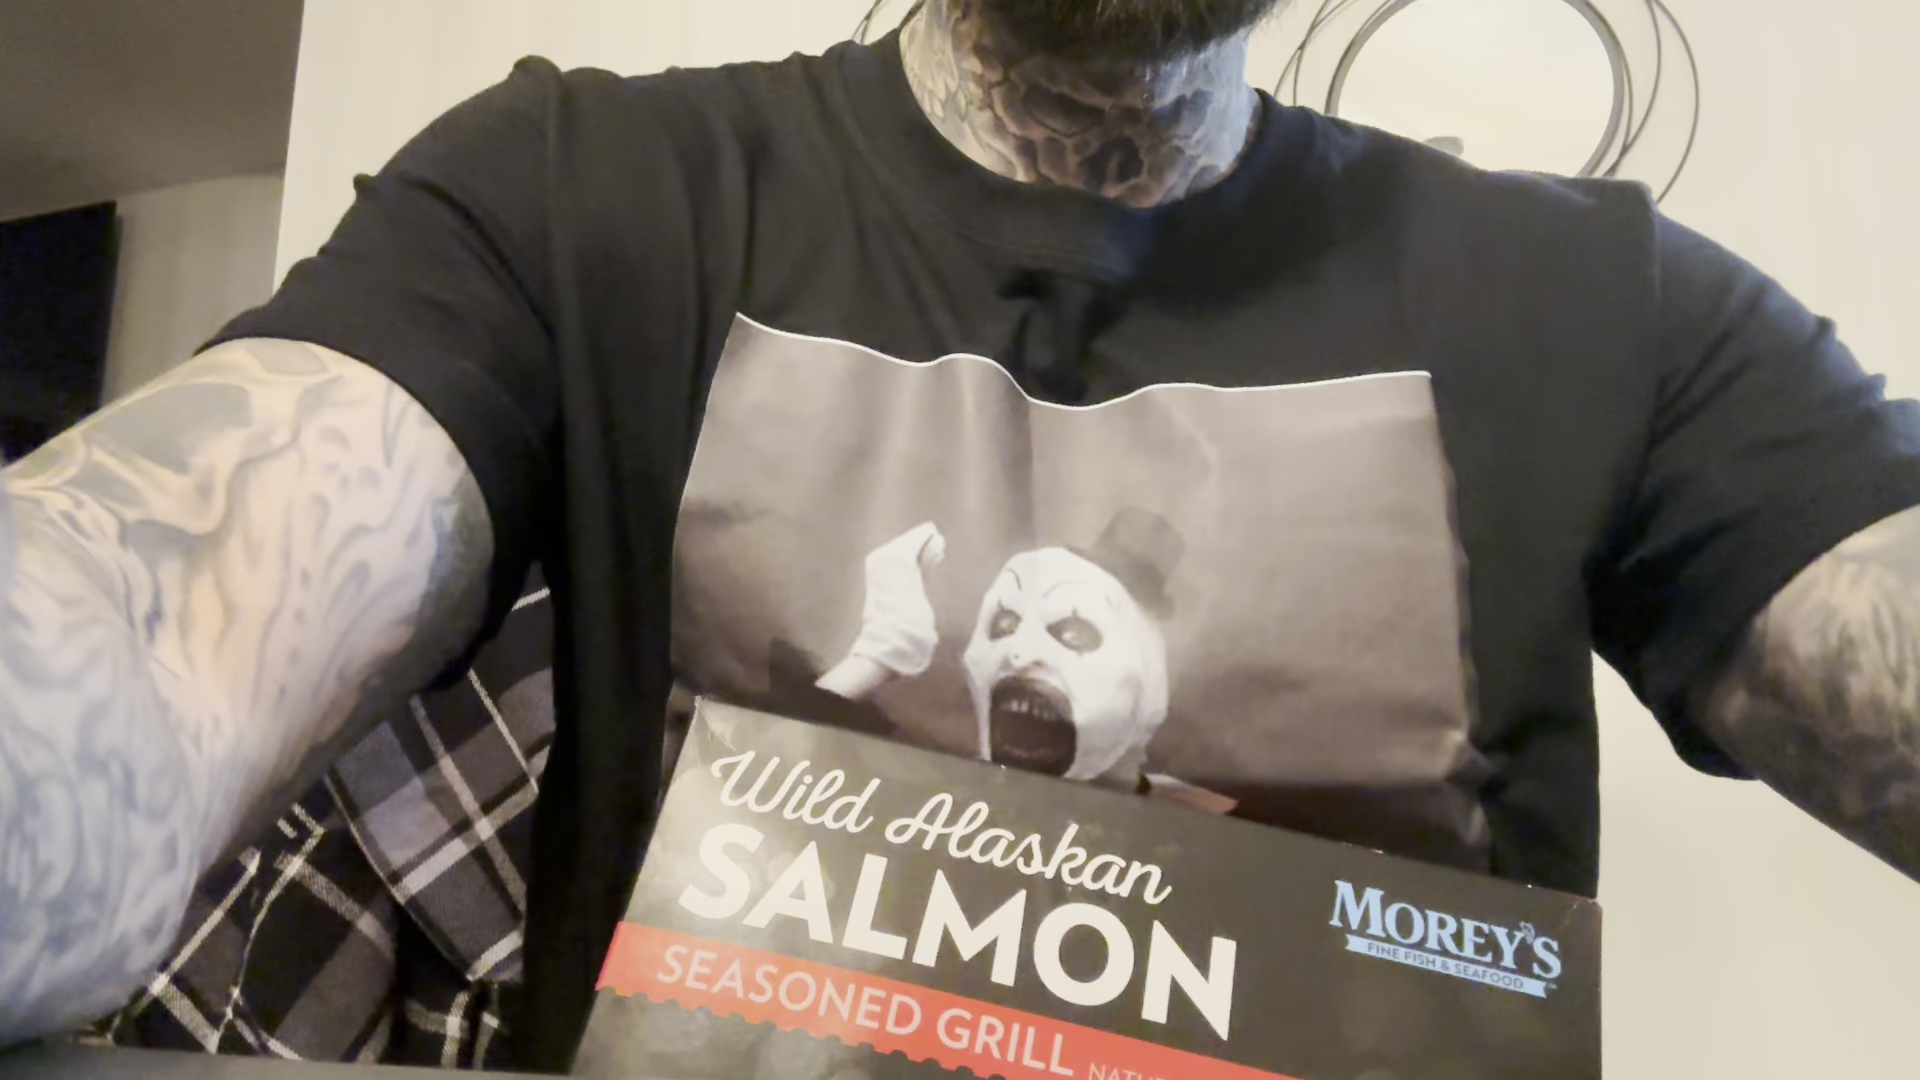 Wild Alaskan
SALMON
SEASONED GRILL
MOREY'S
FINE FISH & SEAFOOD